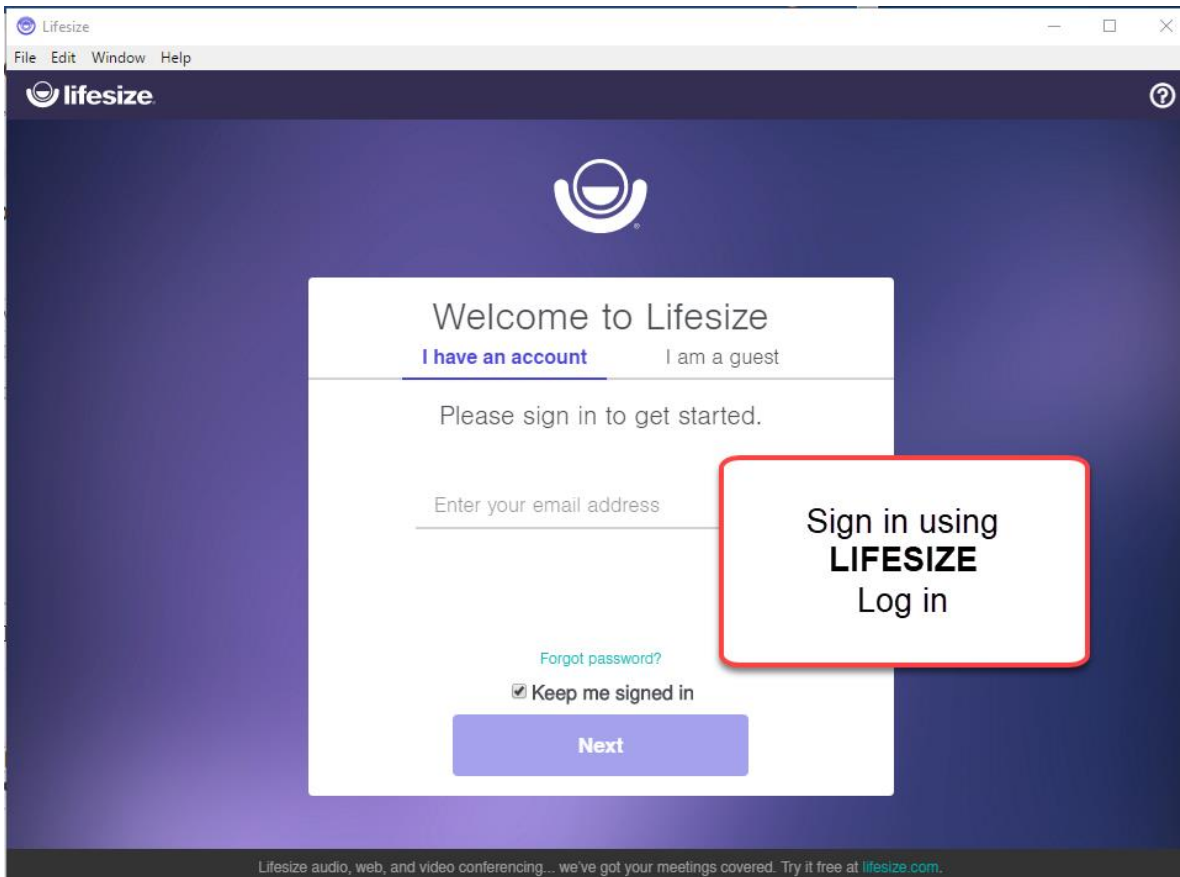 Lifesize
File Edit Window Help
lifesize
Welcome to Lifesize
I have an account I am a guest
Please sign in to get started.
Enter your email address
Sign in using
LIFESIZE
Log in
Forgot password?
Keep me signed in
Next
Lifesize audio, web, and video conferencing... we've got your meetings covered. Try it free at lifesize.com.